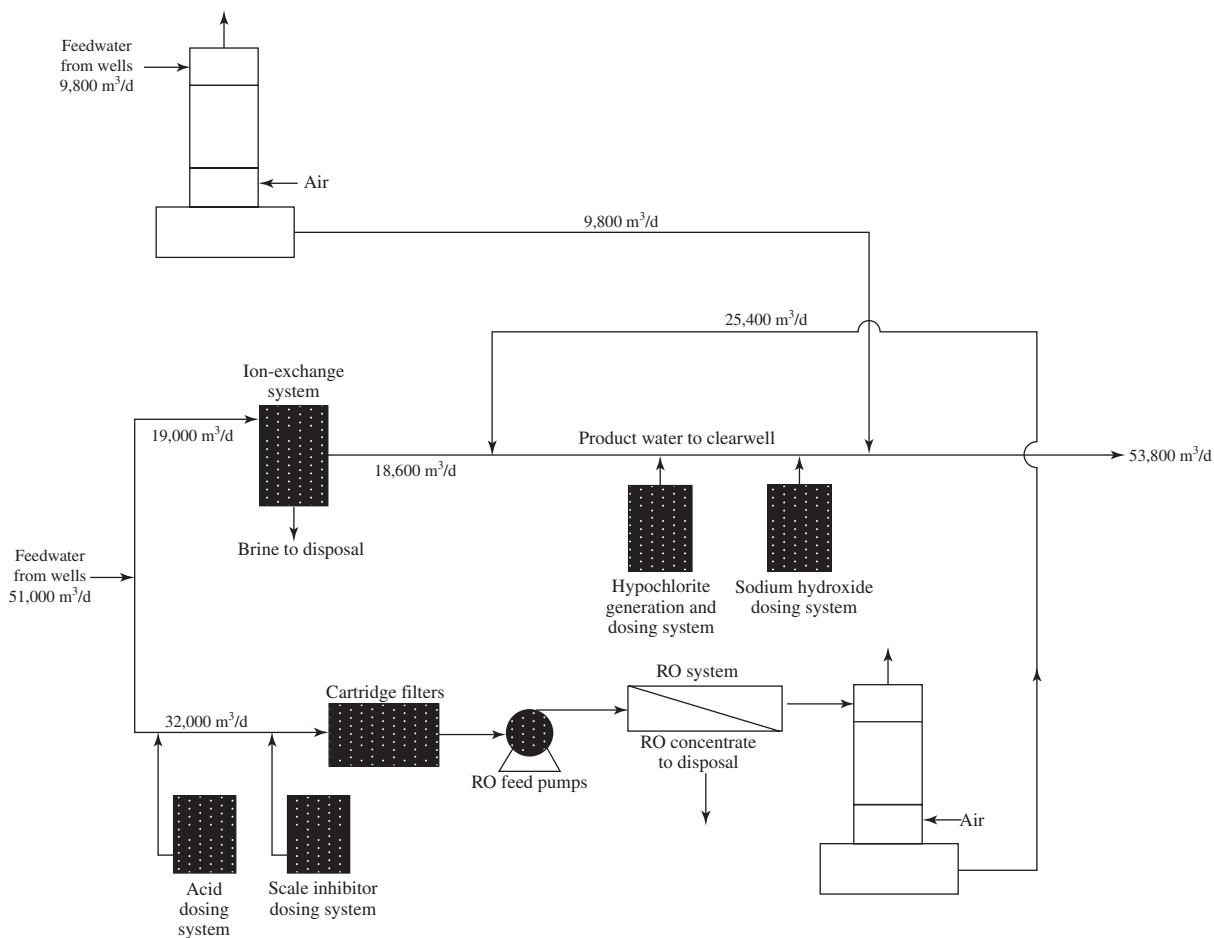 Feedwater
from wells
9,800 m³/d
Air
9,800 m³/d
25,400 m³/d
Ion-exchange
system
19,000 m³/d
Product water to clearwell
18,600 m³/d
53,800 m³/d
Brine to disposal
Feedwater
from wells
51,000 m³/d
Hypochlorite
generation and
dosing system
Sodium hydroxide
dosing system
RO system
Cartridge filters
32,000 m³/d
RO concentrate
to disposal
RO feed pumps
Air
Acid
dosing
system
Scale inhibitor
dosing system